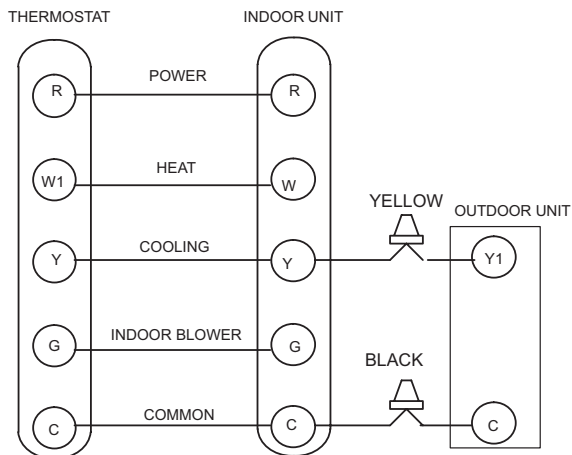 THERMOSTAT
INDOOR UNIT
R
POWER
R
W1
HEAT
W
YELLOW
OUTDOOR UNIT
Y
COOLING
Y
Y1
G
INDOOR BLOWER
G
BLACK
C
COMMON
C
C